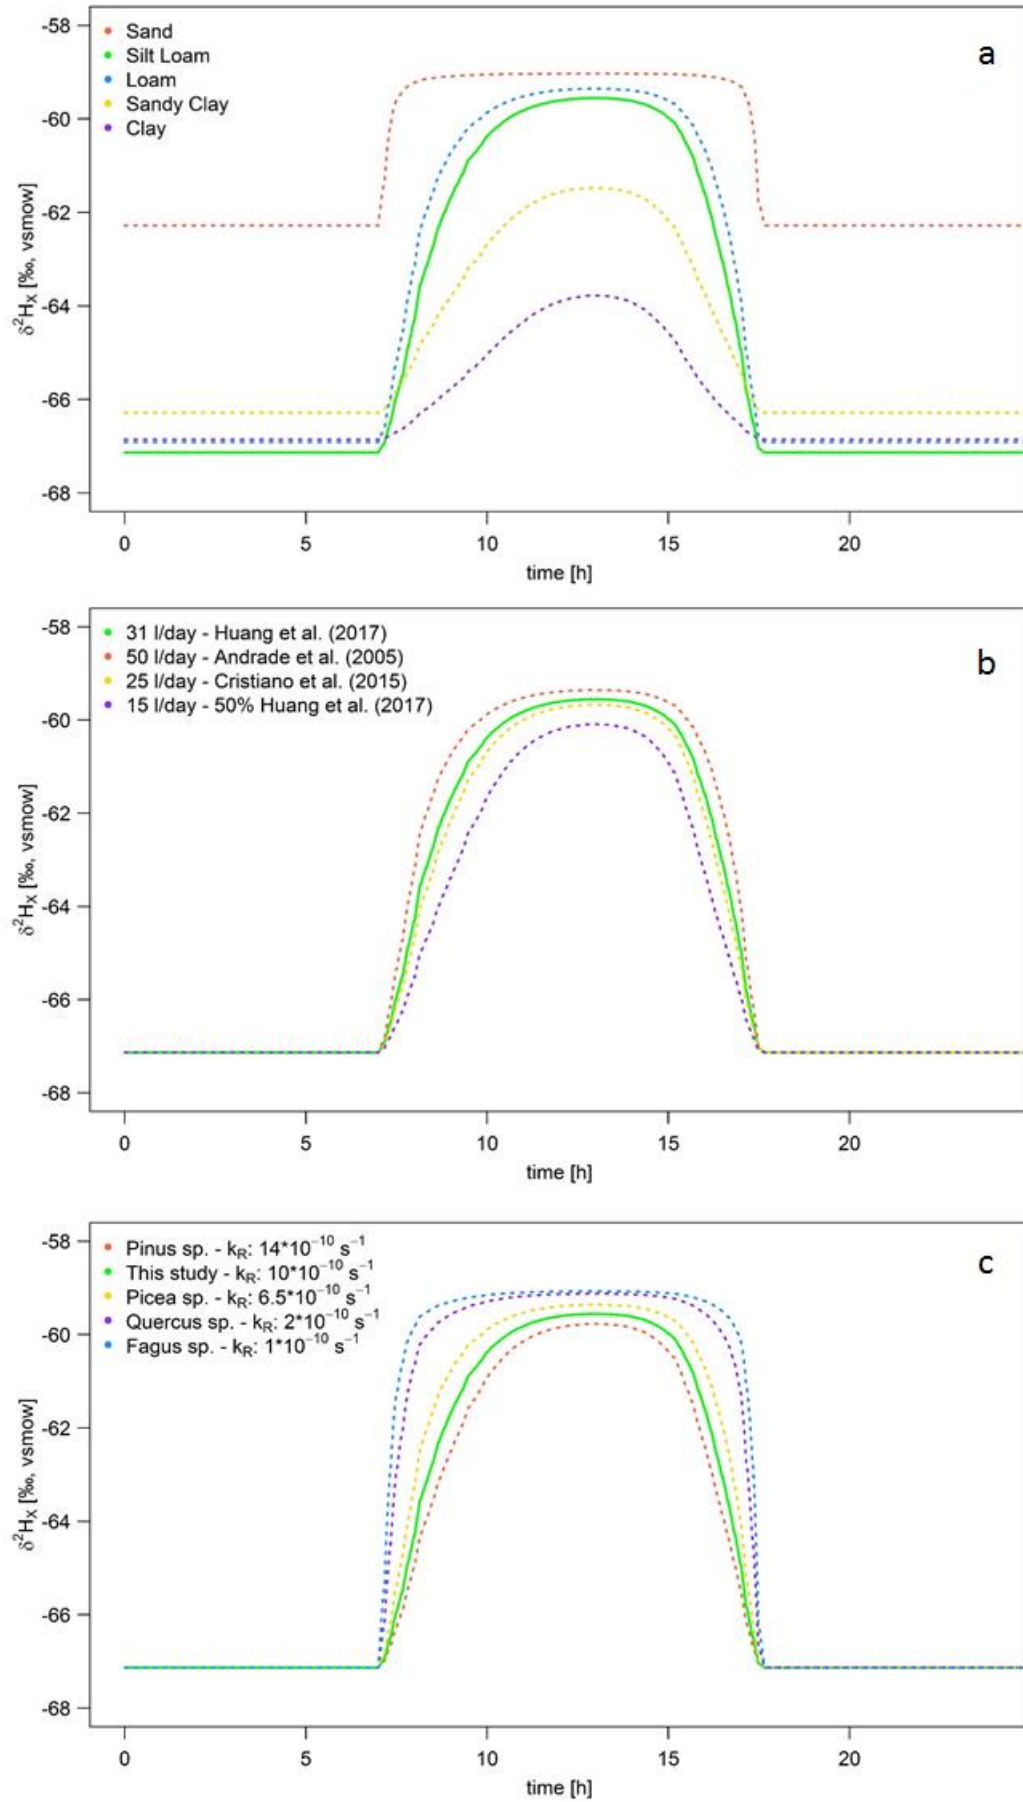 a
Sand
Silt Loam
Loam
Sandy Clay
Clay
-58
-60
-62
-64
-66
-68
δ²H_X [‰, vsmow]
0 5 10 15 20
time [h]
b
31 l/day - Huang et al. (2017)
50 l/day - Andrade et al. (2005)
25 l/day - Cristiano et al. (2015)
15 l/day - 50% Huang et al. (2017)
-58
-60
-62
-64
-66
-68
δ²H_X [‰, vsmow]
0 5 10 15 20
time [h]
c
Pinus sp. - k_R: 14*10⁻¹⁰ s⁻¹
This study - k_R: 10*10⁻¹⁰ s⁻¹
Picea sp. - k_R: 6.5*10⁻¹⁰ s⁻¹
Quercus sp. - k_R: 2*10⁻¹⁰ s⁻¹
Fagus sp. - k_R: 1*10⁻¹⁰ s⁻¹
-58
-60
-62
-64
-66
-68
δ²H_X [‰, vsmow]
0 5 10 15 20
time [h]